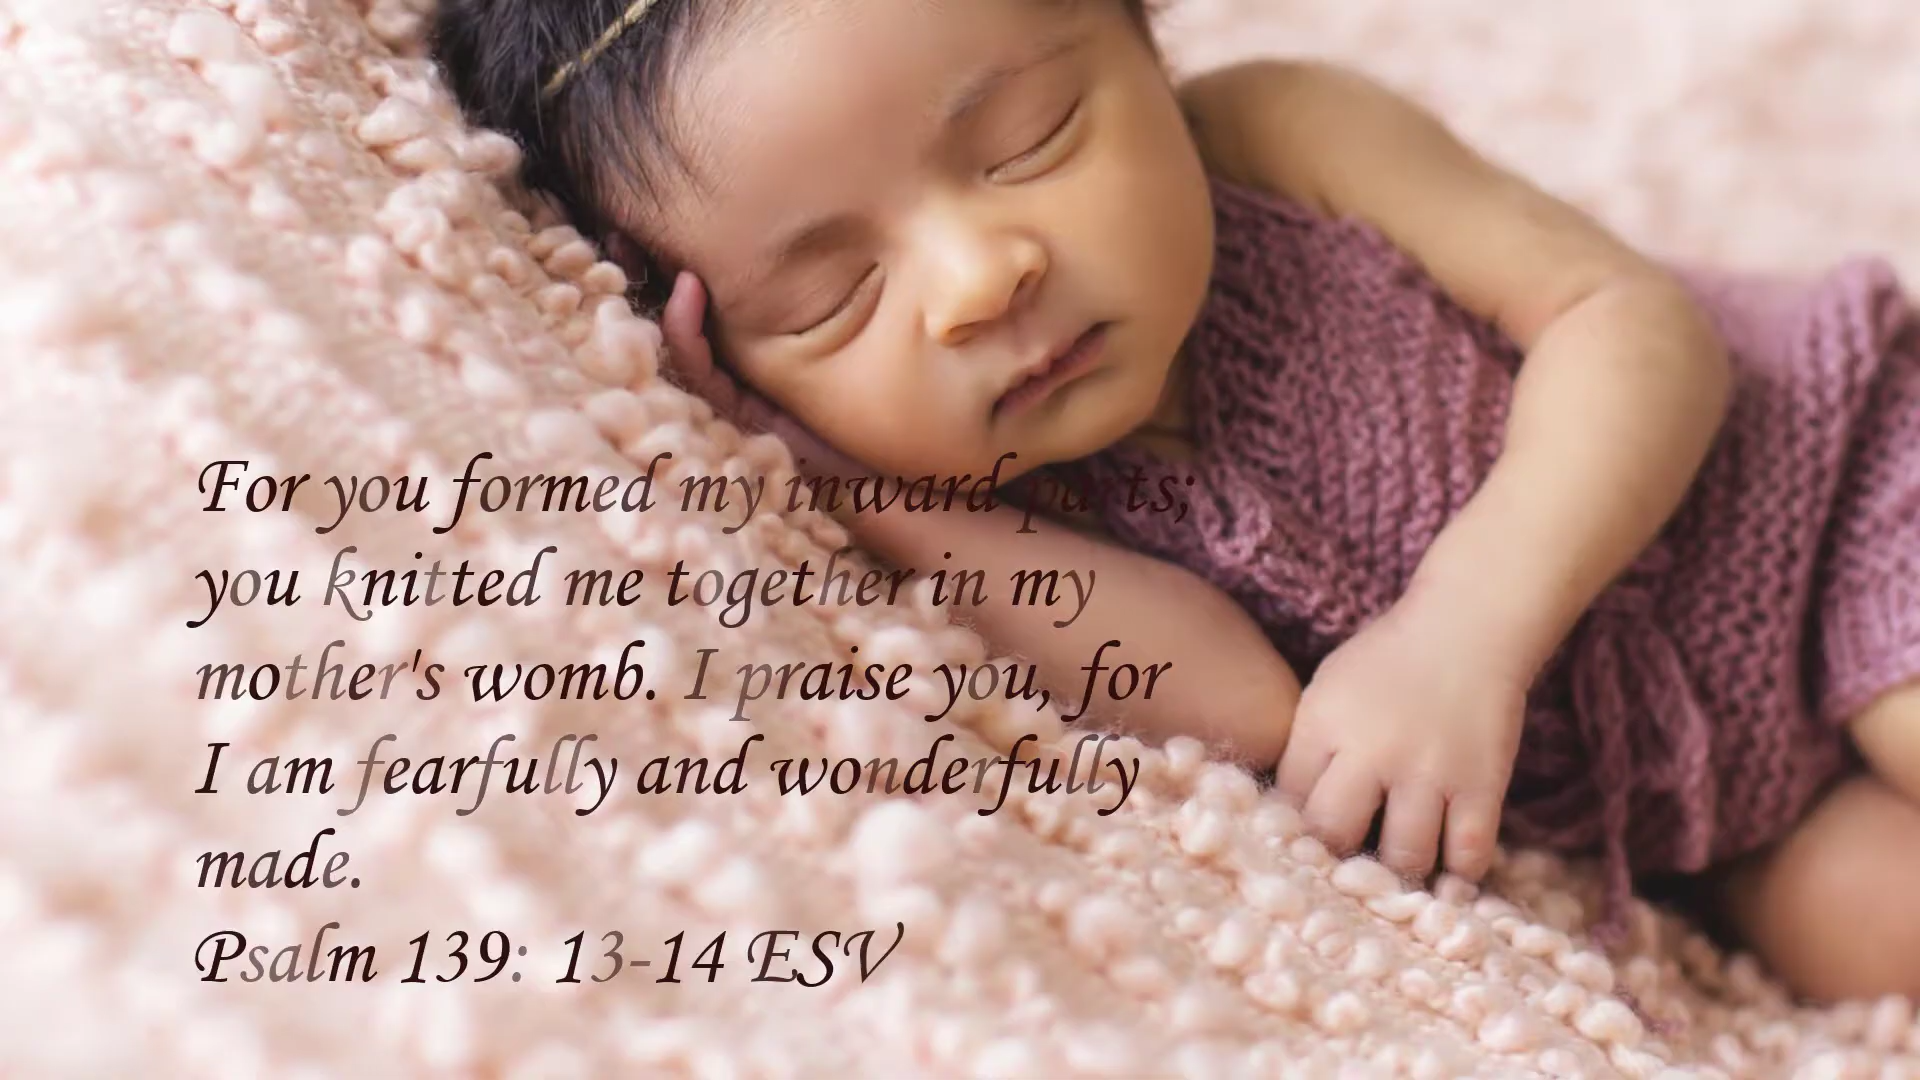 For you formed my inward parts;
you knitted me together in my
mother's womb. I praise you, for
I am fearfully and wonderfully
made.
Psalm 139: 13-14 ESV